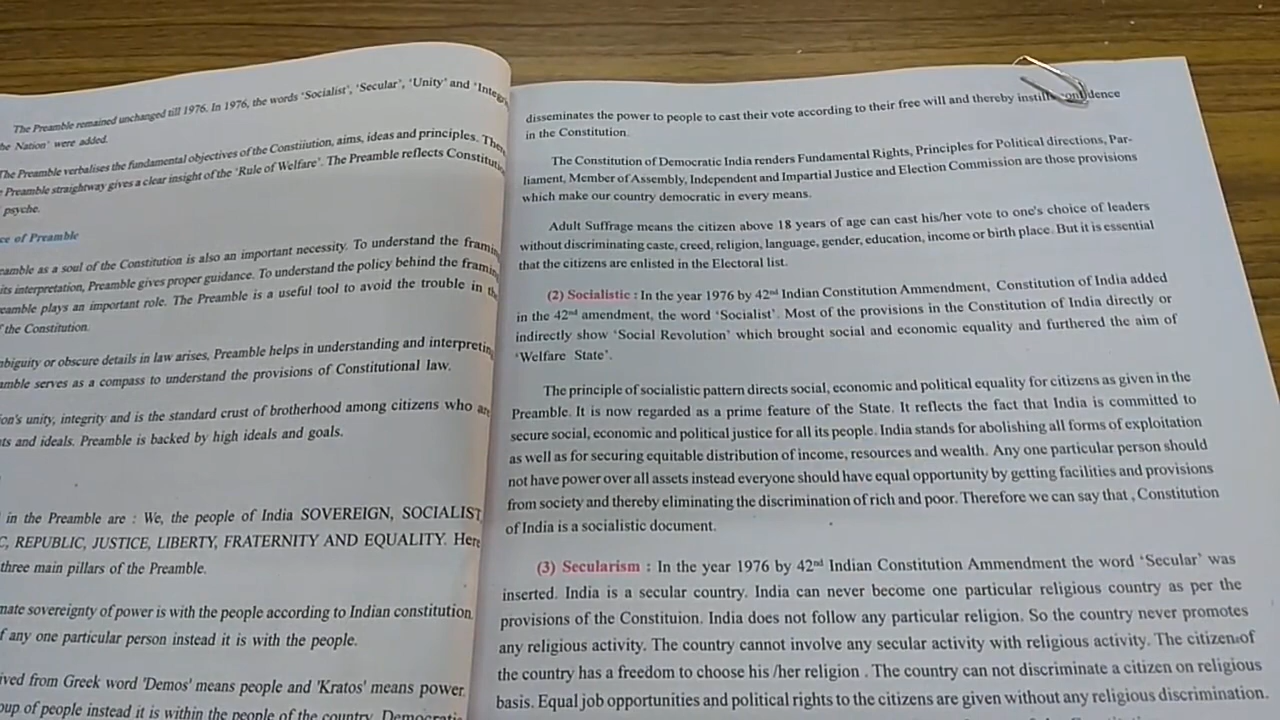 The Preamble remained unchanged till 1976. In 1976, the words 'Socialist', 'Secular', 'Unity' and
Nation' were added.
The Preamble verbalises the fundamental objectives of the Constiiution, aims, ideas and principles.
Preamble straightway gives a clear insight of the 'Rule of Welfare'. The Preamble reflects
psyche.
of Preamble
as a soul of the Constitution is also an important necessity. To understand the
its interpretation, Preamble gives proper guidance. To understand the policy behind the
plays an important role. The Preamble is a useful tool to avoid the trouble in
the Constitution.
or obscure details in law arises, Preamble helps in understanding and
serves as a compass to understand the provisions of Constitutional law.
unity, integrity and is the standard crust of brotherhood among citizens who
and ideals. Preamble is backed by high ideals and goals.
in the Preamble are : We, the people of India SOVEREIGN, SOCIALIST,
REPUBLIC, JUSTICE, LIBERTY, FRATERNITY AND EQUALITY. Here
three main pillars of the Preamble.
sovereignty of power is with the people according to Indian constitution.
any one particular person instead it is with the people.
from Greek word 'Demos' means people and 'Kratos' means power.
of people instead it is within the people of the country.
disseminates the power to people to cast their vote according to their free will and thereby instills confidence
in the Constitution.
The Constitution of Democratic India renders Fundamental Rights, Principles for Political directions, Par-
liament, Member of Assembly, Independent and Impartial Justice and Election Commission are those provisions
which make our country democratic in every means.
Adult Suffrage means the citizen above 18 years of age can cast his/her vote to one's choice of leaders
without discriminating caste, creed, religion, language, gender, education, income or birth place. But it is essential
that the citizens are enlisted in the Electoral list.
(2) Socialistic : In the year 1976 by 42nd Indian Constitution Ammendment, Constitution of India added
in the 42nd amendment, the word 'Socialist'. Most of the provisions in the Constitution of India directly or
indirectly show 'Social Revolution' which brought social and economic equality and furthered the aim of
'Welfare State'.
The principle of socialistic pattern directs social, economic and political equality for citizens as given in the
Preamble. It is now regarded as a prime feature of the State. It reflects the fact that India is committed to
secure social, economic and political justice for all its people. India stands for abolishing all forms of exploitation
as well as for securing equitable distribution of income, resources and wealth. Any one particular person should
not have power over all assets instead everyone should have equal opportunity by getting facilities and provisions
from society and thereby eliminating the discrimination of rich and poor. Therefore we can say that , Constitution
of India is a socialistic document.
(3) Secularism : In the year 1976 by 42nd Indian Constitution Ammendment the word 'Secular' was
inserted. India is a secular country. India can never become one particular religious country as per the
provisions of the Constituion. India does not follow any particular religion. So the country never promotes
any religious activity. The country cannot involve any secular activity with religious activity. The citizen of
the country has a freedom to choose his /her religion . The country can not discriminate a citizen on religious
basis. Equal job opportunities and political rights to the citizens are given without any religious discrimination.